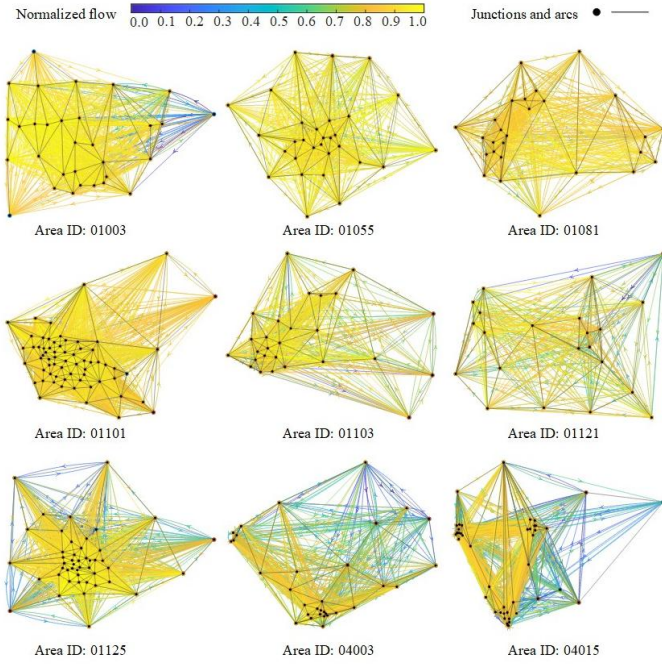 Normalized flow
0.0 0.1 0.2 0.3 0.4 0.5 0.6 0.7 0.8 0.9 1.0
Junctions and arcs
Area ID: 01003
Area ID: 01055
Area ID: 01081
Area ID: 01101
Area ID: 01103
Area ID: 01121
Area ID: 01125
Area ID: 04003
Area ID: 04015